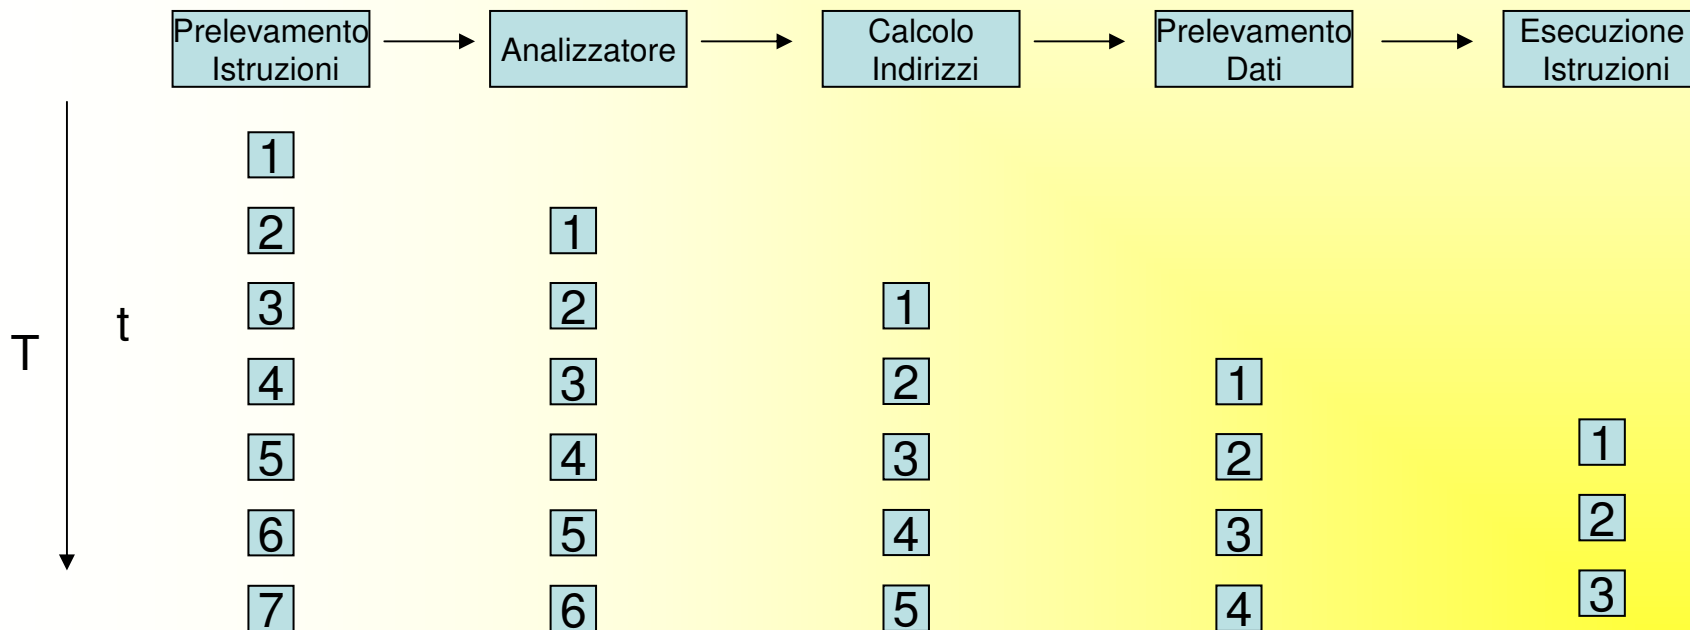 Prelevamento Istruzioni
Analizzatore
Calcolo Indirizzi
Prelevamento Dati
Esecuzione Istruzioni
1
2 1
3 2 1
4 3 2 1
5 4 3 2 1
6 5 4 3 2
7 6 5 4 3
T
t